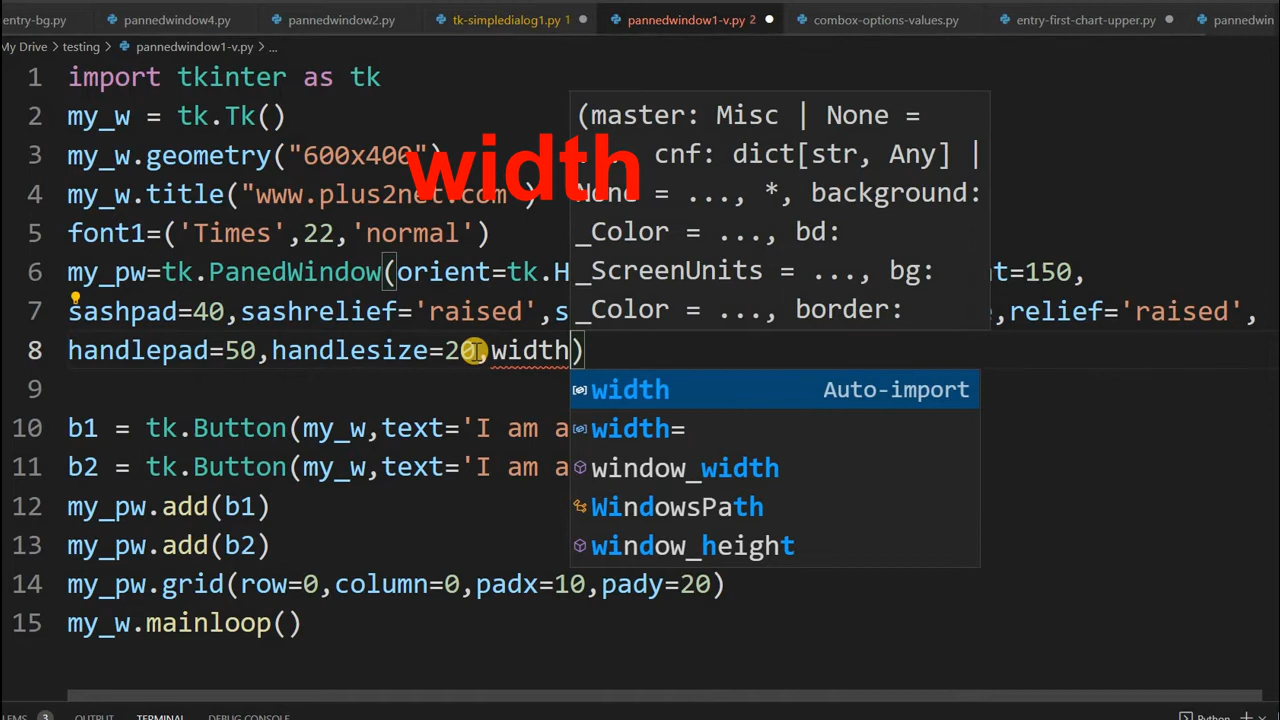 entry-bg.py pannedwindow4.py pannedwindow2.py tk-simpledialog1.py 1 pannedwindow1-v.py 2 combox-options-values.py entry-first-chart-upper.py pannedwin
My Drive > testing > pannedwindow1-v.py > ...
1 import tkinter as tk
2 my_w = tk.Tk()
3 my_w.geometry("600x400")
4 my_w.title("www.plus2net.com")
5 font1=('Times',22,'normal')
6 my_pw=tk.PanedWindow(orient=tk.H nt=150,
7 sashpad=40,sashrelief='raised',s e,relief='raised',
8 handlepad=50,handlesize=20,width)
9
10 b1 = tk.Button(my_w,text='I am a
11 b2 = tk.Button(my_w,text='I am a
12 my_pw.add(b1)
13 my_pw.add(b2)
14 my_pw.grid(row=0,column=0,padx=10,pady=20)
15 my_w.mainloop()
width
(master: Misc | None =
cnf: dict[str, Any] |
None = ..., *, background:
_Color = ..., bd:
_ScreenUnits = ..., bg:
_Color = ..., border:
width Auto-import
width=
window_width
WindowsPath
window_height
LEMS 3 OUTPUT TERMINAL DEBUG CONSOLE Python